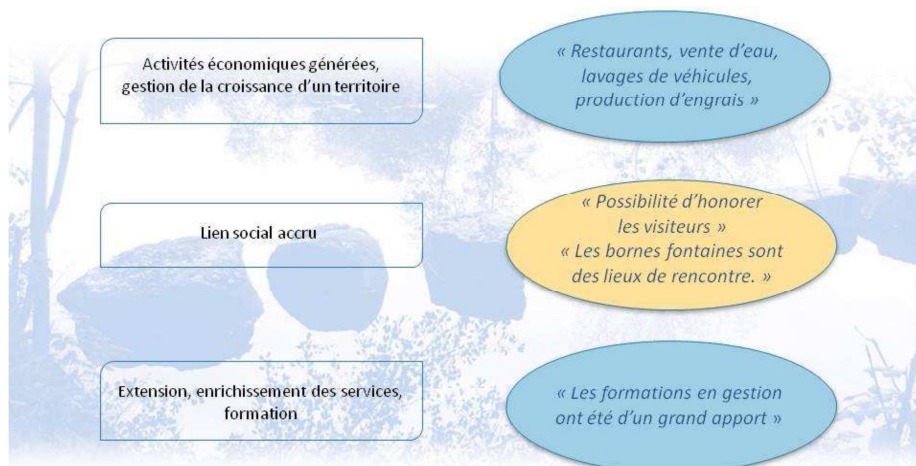 Activités économiques générées,
gestion de la croissance d'un territoire
« Restaurants, vente d'eau,
lavages de véhicules,
production d'engrais »
Lien social accru
« Possibilité d'honorer
les visiteurs »
« Les bornes fontaines sont
des lieux de rencontre. »
Extension, enrichissement des services,
formation
« Les formations en gestion
ont été d'un grand apport »